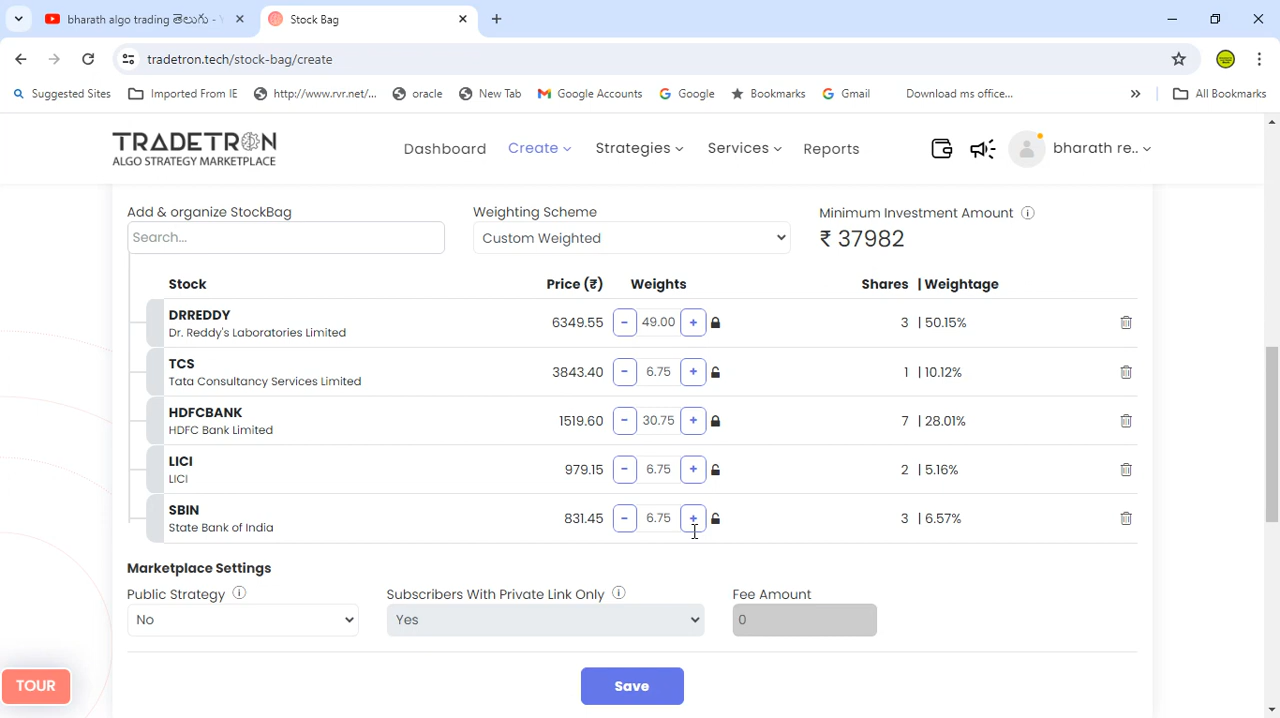 bharath algo trading తెలుగు -
Stock Bag
tradetron.tech/stock-bag/create
Suggested Sites
Imported From IE
http://www.rvr.net/...
oracle
New Tab
Google Accounts
Google
Bookmarks
Gmail
Download ms office...
All Bookmarks
TRADETRON
ALGO STRATEGY MARKETPLACE
Dashboard
Create
Strategies
Services
Reports
bharath re..
Add & organize StockBag
Weighting Scheme
Minimum Investment Amount
Search...
Custom Weighted
₹ 37982
Stock Price (₹) Weights Shares | Weightage
DRREDDY
Dr. Reddy's Laboratories Limited
6349.55 - 49.00 + 3 | 50.15%
TCS
Tata Consultancy Services Limited
3843.40 - 6.75 + 1 | 10.12%
HDFCBANK
HDFC Bank Limited
1519.60 - 30.75 + 7 | 28.01%
LICI
LICI
979.15 - 6.75 + 2 | 5.16%
SBIN
State Bank of India
831.45 - 6.75 + 3 | 6.57%
Marketplace Settings
Public Strategy
Subscribers With Private Link Only
Fee Amount
No
Yes
0
TOUR
Save